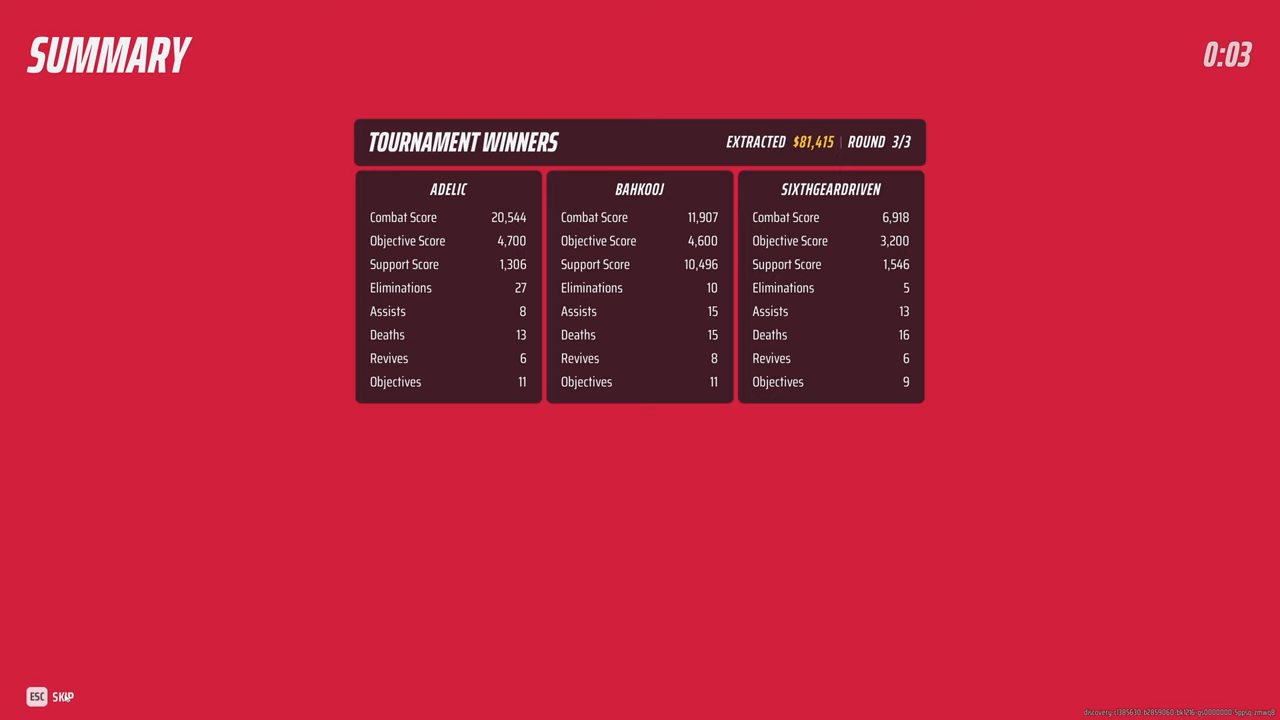 SUMMARY
0:03
TOURNAMENT WINNERS
EXTRACTED $81,415 | ROUND 3/3
ADELIC
Combat Score 20,544
Objective Score 4,700
Support Score 1,306
Eliminations 27
Assists 8
Deaths 13
Revives 6
Objectives 11
BAHKOOJ
Combat Score 11,907
Objective Score 4,600
Support Score 10,496
Eliminations 10
Assists 15
Deaths 15
Revives 8
Objectives 11
SIXTHGEARDRIVEN
Combat Score 6,918
Objective Score 3,200
Support Score 1,546
Eliminations 5
Assists 13
Deaths 16
Revives 6
Objectives 9
ESC SKIP